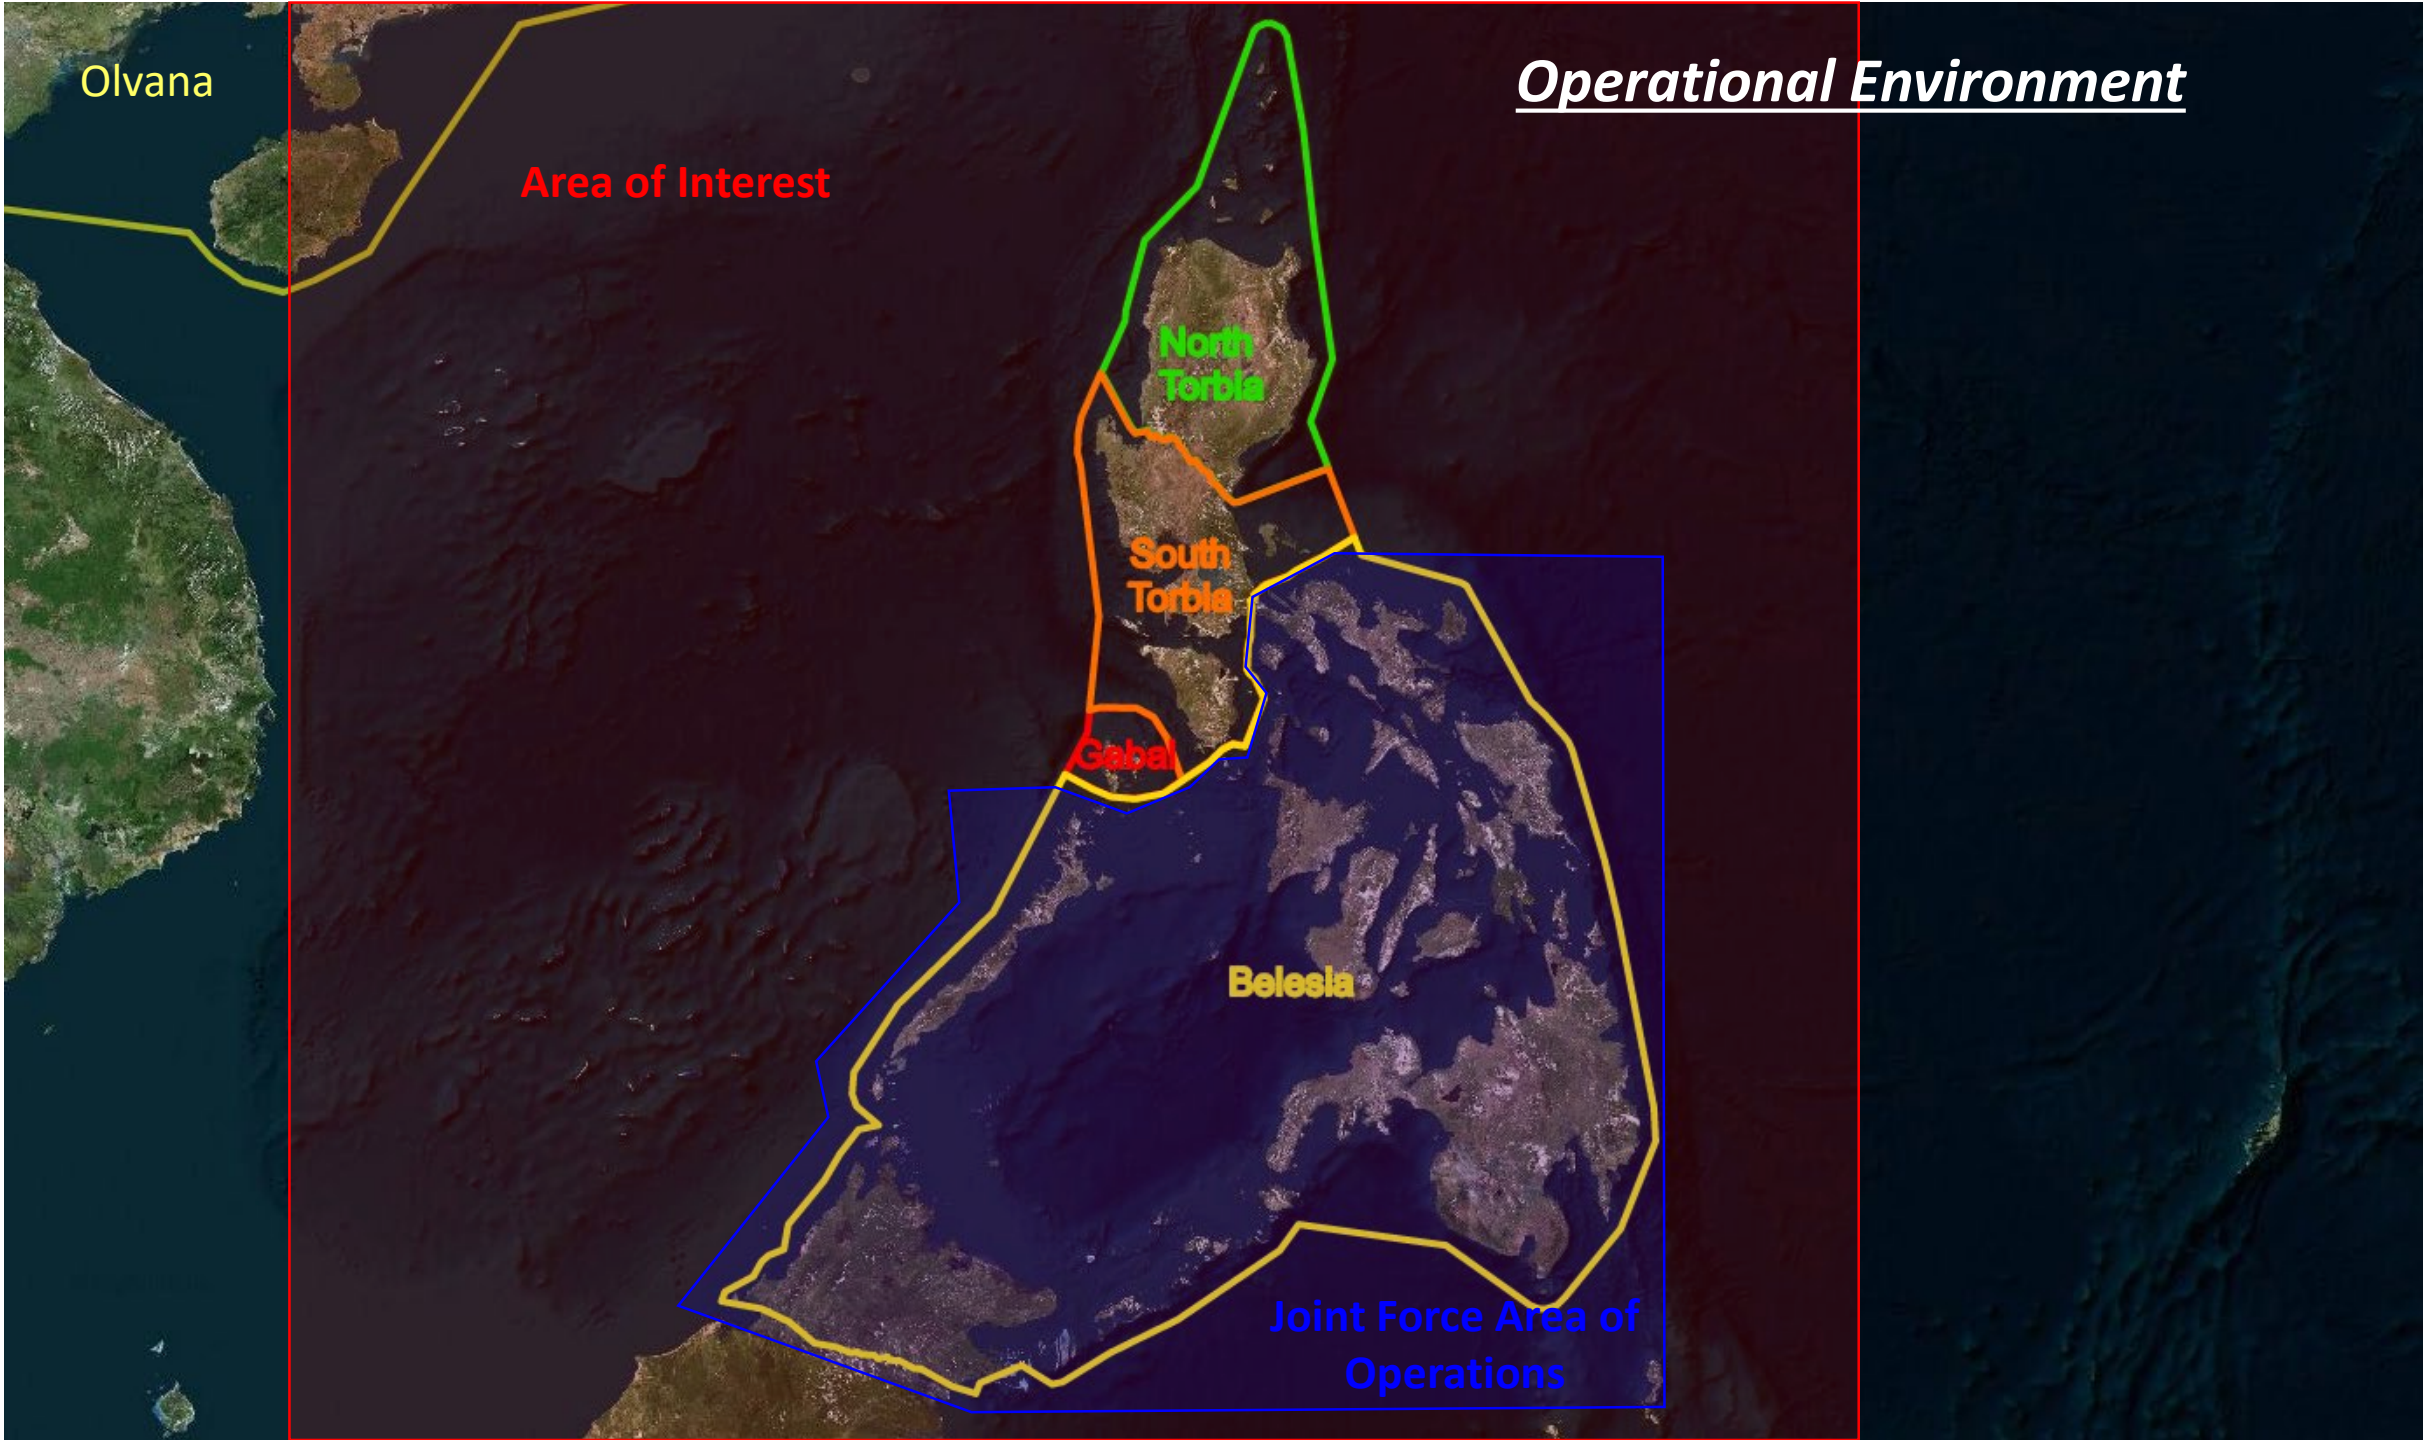 Olvana
Operational Environment
Area of Interest
North
Torbia
South
Torbia
Gabal
Belesia
Joint Force Area of
Operations